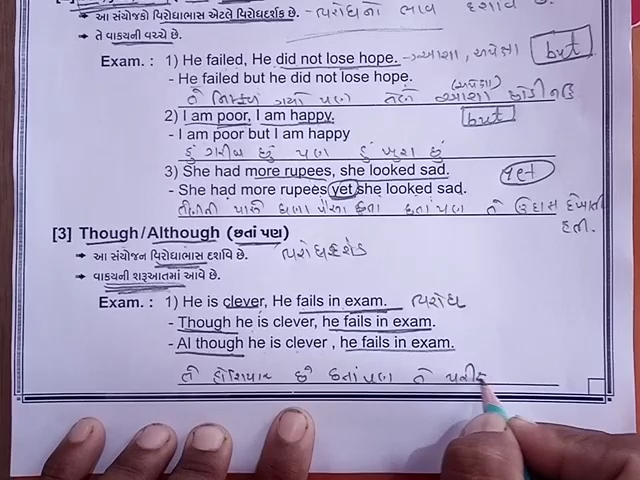 → આ સંયોજકો વિરોધાભાસ એટલે વિરોધદર્શક છે. - વિરોધનો ભાવ દર્શાવે છે.
→ તે વાક્યની વચ્ચે છે.
Exam. : 1) He failed, He did not lose hope. → આશા, અપેક્ષા but
- He failed but he did not lose hope.
(અપેક્ષા)
તે નિષ્ફળ ગયો પણ તેણે આશા છોડી નહીં
2) I am poor, I am happy. but
- I am poor but I am happy
હું ગરીબ છું પણ હું ખુશ છું
3) She had more rupees, she looked sad. yet
- She had more rupees yet she looked sad.
તેણીની પાસે ઘણા પૈસા હતા છતાં પણ તે ઉદાસ દેખાતી હતી.
[3] Though/Although (છતાં પણ)
→ આ સંયોજન વિરોધાભાસ દર્શાવે છે. વિરોધદર્શક
→ વાક્યની શરૂઆતમાં આવે છે.
Exam. : 1) He is clever, He fails in exam. વિરોધ
- Though he is clever, he fails in exam.
- Al though he is clever , he fails in exam.
તે હોશિયાર છે છતાં પણ તે